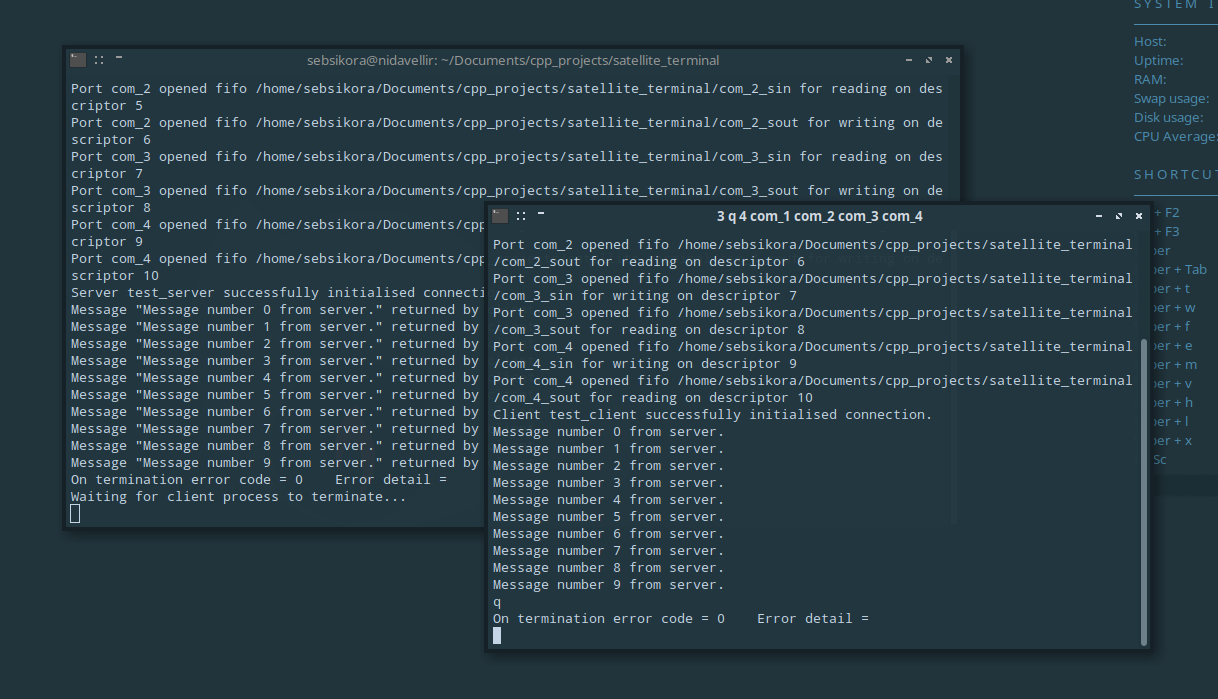 SYSTEM I
Host:
Uptime:
RAM:
Swap usage:
Disk usage:
CPU Average:
SHORTCUT
+ F2
+ F3
ber
per + Tab
per + t
per + w
per + f
per + e
per + m
per + v
per + h
per + l
per + x
Sc
sebsikora@nidavellir: ~/Documents/cpp_projects/satellite_terminal
Port com_2 opened fifo /home/sebsikora/Documents/cpp_projects/satellite_terminal/com_2_sin for reading on des
criptor 5
Port com_2 opened fifo /home/sebsikora/Documents/cpp_projects/satellite_terminal/com_2_sout for writing on de
scriptor 6
Port com_3 opened fifo /home/sebsikora/Documents/cpp_projects/satellite_terminal/com_3_sin for reading on des
criptor 7
Port com_3 opened fifo /home/sebsikora/Documents/cpp_projects/satellite_terminal/com_3_sout for writing on de
scriptor 8
Port com_4 opened fifo /home/sebsikora/Documents/cpp
criptor 9
Port com_4 opened fifo /home/sebsikora/Documents/cpp
scriptor 10
Server test_server successfully initialised connecti
Message "Message number 0 from server." returned by
Message "Message number 1 from server." returned by
Message "Message number 2 from server." returned by
Message "Message number 3 from server." returned by
Message "Message number 4 from server." returned by
Message "Message number 5 from server." returned by
Message "Message number 6 from server." returned by
Message "Message number 7 from server." returned by
Message "Message number 8 from server." returned by
Message "Message number 9 from server." returned by
On termination error code = 0    Error detail =
Waiting for client process to terminate...
3 q 4 com_1 com_2 com_3 com_4
Port com_2 opened fifo /home/sebsikora/Documents/cpp_projects/satellite_terminal
/com_2_sout for reading on descriptor 6
Port com_3 opened fifo /home/sebsikora/Documents/cpp_projects/satellite_terminal
/com_3_sin for writing on descriptor 7
Port com_3 opened fifo /home/sebsikora/Documents/cpp_projects/satellite_terminal
/com_3_sout for reading on descriptor 8
Port com_4 opened fifo /home/sebsikora/Documents/cpp_projects/satellite_terminal
/com_4_sin for writing on descriptor 9
Port com_4 opened fifo /home/sebsikora/Documents/cpp_projects/satellite_terminal
/com_4_sout for reading on descriptor 10
Client test_client successfully initialised connection.
Message number 0 from server.
Message number 1 from server.
Message number 2 from server.
Message number 3 from server.
Message number 4 from server.
Message number 5 from server.
Message number 6 from server.
Message number 7 from server.
Message number 8 from server.
Message number 9 from server.
q
On termination error code = 0    Error detail =